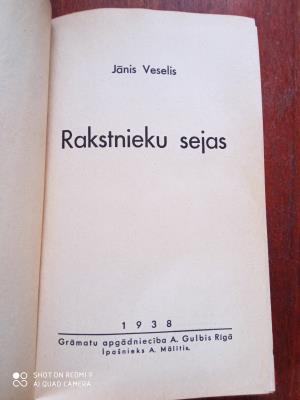 Jānis Veselis
Rakstnieku sejas
1938
Grāmatu apgādniecība A. Gulbis Rīgā
Īpašnieks A. Mālītis.
SHOT ON REDMI 9
AI QUAD CAMERA